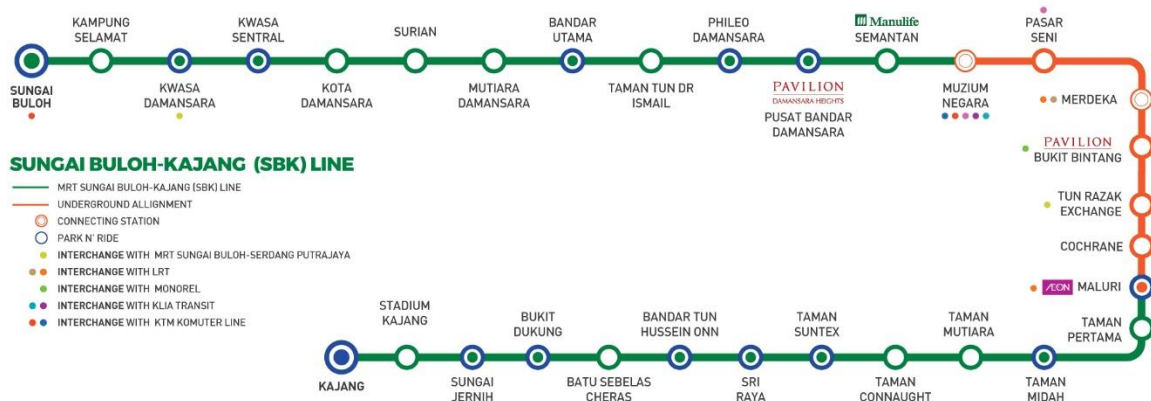 KAMPUNG
SELAMAT
KWASA
SENTRAL
SURIAN
BANDAR
UTAMA
PHILEO
DAMANSARA
Manulife
SEMANTAN
PASAR
SENI
SUNGAI
BULOH
KWASA
DAMANSARA
KOTA
DAMANSARA
MUTIARA
DAMANSARA
TAMAN TUN DR
ISMAIL
PAVILION
DAMANSARA HEIGHTS
PUSAT BANDAR
DAMANSARA
MUZIUM
NEGARA
MERDEKA
PAVILION
BUKIT BINTANG
TUN RAZAK
EXCHANGE
COCHRANE
AEON MALURI
TAMAN
PERTAMA
SUNGAI BULOH-KAJANG (SBK) LINE
MRT SUNGAI BULOH-KAJANG (SBK) LINE
UNDERGROUND ALLIGNMENT
CONNECTING STATION
PARK N' RIDE
INTERCHANGE WITH MRT SUNGAI BULOH-SERDANG PUTRAJAYA
INTERCHANGE WITH LRT
INTERCHANGE WITH MONOREL
INTERCHANGE WITH KLIA TRANSIT
INTERCHANGE WITH KTM KOMUTER LINE
STADIUM
KAJANG
BUKIT
DUKUNG
BANDAR TUN
HUSSEIN ONN
TAMAN
SUNTEX
TAMAN
MUTIARA
KAJANG
SUNGAI
JERNIH
BATU SEBELAS
CHERAS
SRI
RAYA
TAMAN
CONNAUGHT
TAMAN
MIDAH